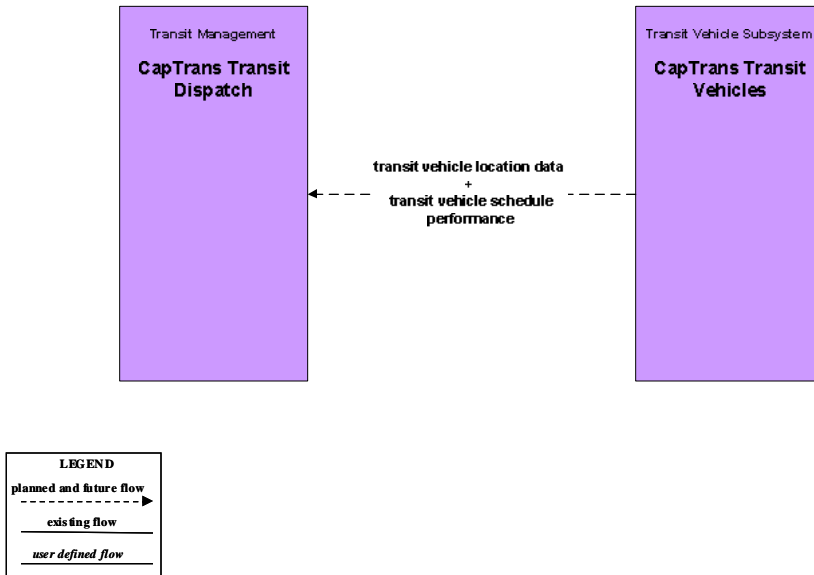 Transit Management
CapTrans Transit
Dispatch
Transit Vehicle Subsystem
CapTrans Transit
Vehicles
transit vehicle location data
+
transit vehicle schedule
performance
LEGEND
planned and future flow
existing flow
user defined flow